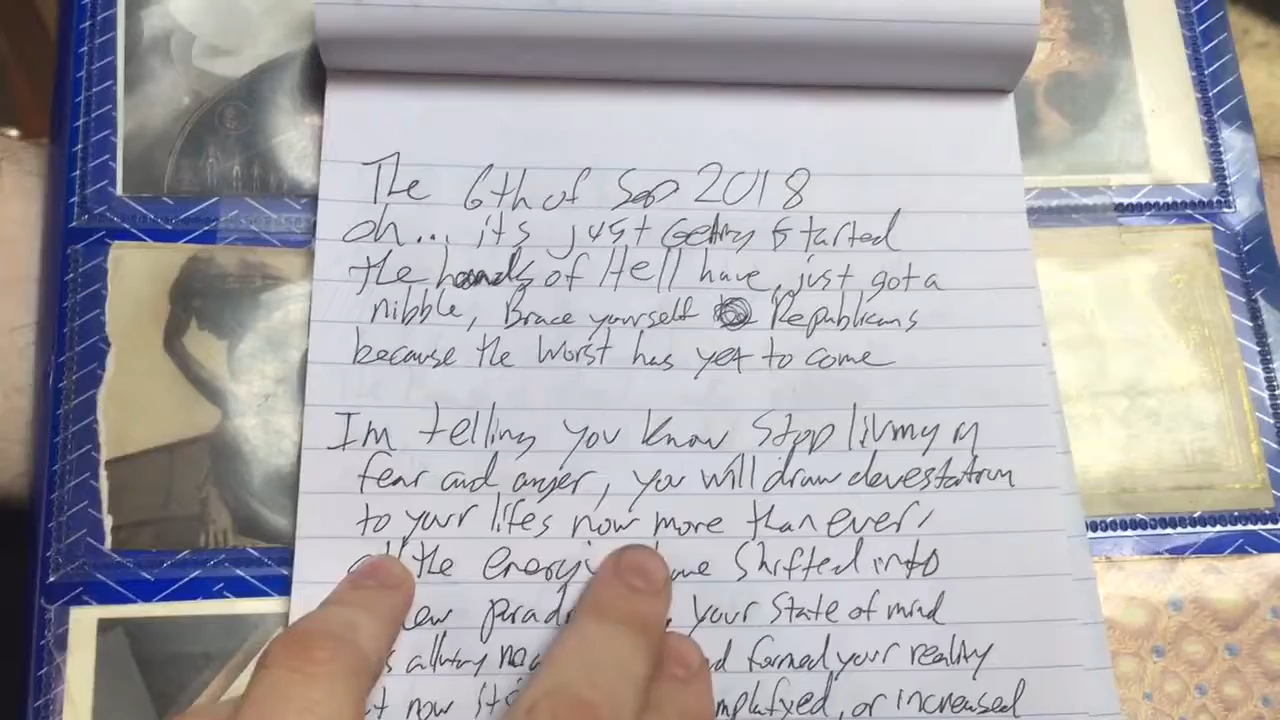 The 6th of Sep 2018
oh... its just Getting Started
the hands of Hell have just got a
nibble, Brace yourself Republicans
because the Worst has yet to come
Im telling you know Stop living in
fear and anger, you will draw devestation
to your lifes now more than ever,
the Shifted into
your State of mind
formed your reality
now or increased